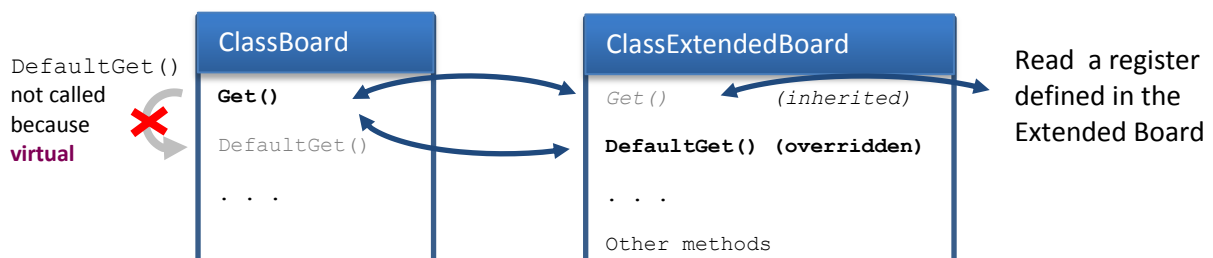 DefaultGet()
not called
because
virtual
ClassBoard
Get()
DefaultGet()
. . .
ClassExtendedBoard
Get() (inherited)
DefaultGet() (overridden)
. . .
Other methods
Read a register
defined in the
Extended Board